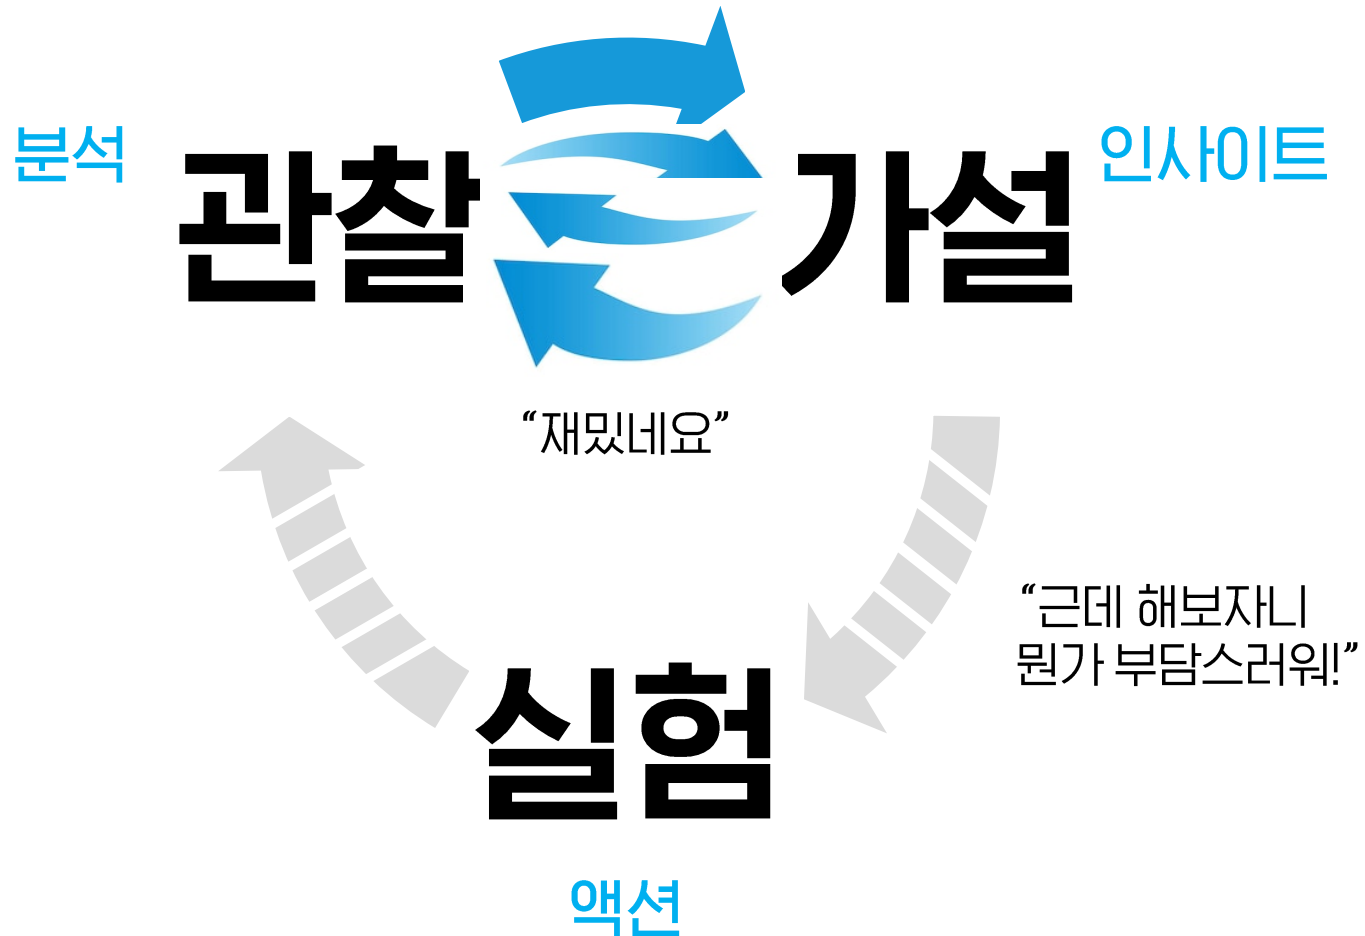 분석
관찰
가설
인사이트
“재밌네요”
“근데 해보자니
뭔가 부담스러워!”
실험
액션